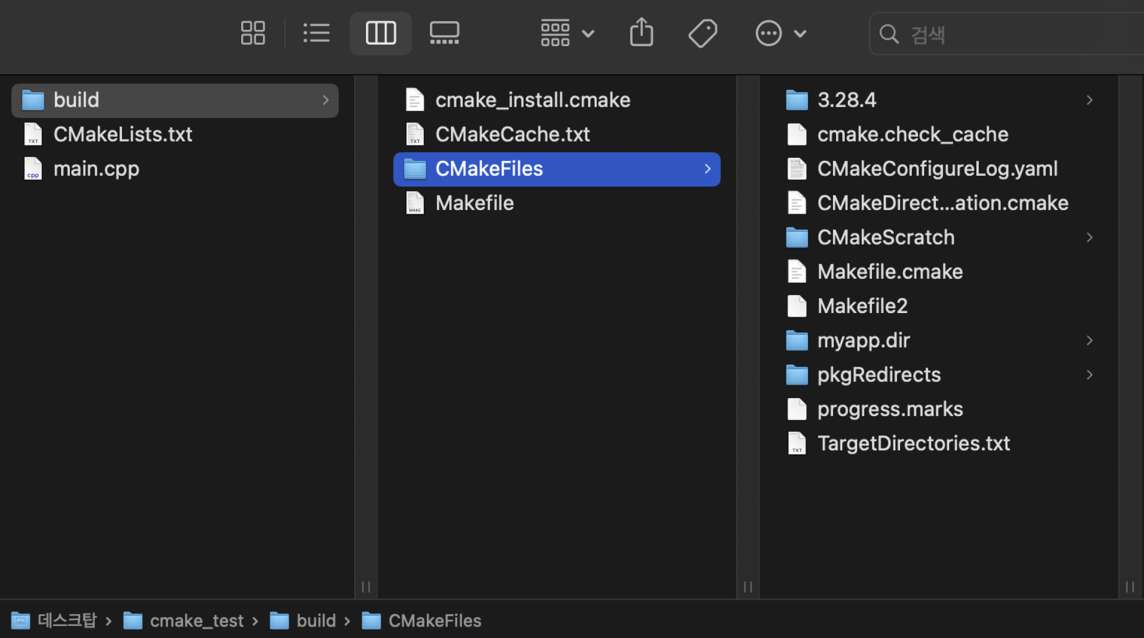 검색
build
CMakeLists.txt
main.cpp
cmake_install.cmake
CMakeCache.txt
CMakeFiles
Makefile
3.28.4
cmake.check_cache
CMakeConfigureLog.yaml
CMakeDirect...ation.cmake
CMakeScratch
Makefile.cmake
Makefile2
myapp.dir
pkgRedirects
progress.marks
TargetDirectories.txt
데스크탑 › cmake_test › build › CMakeFiles